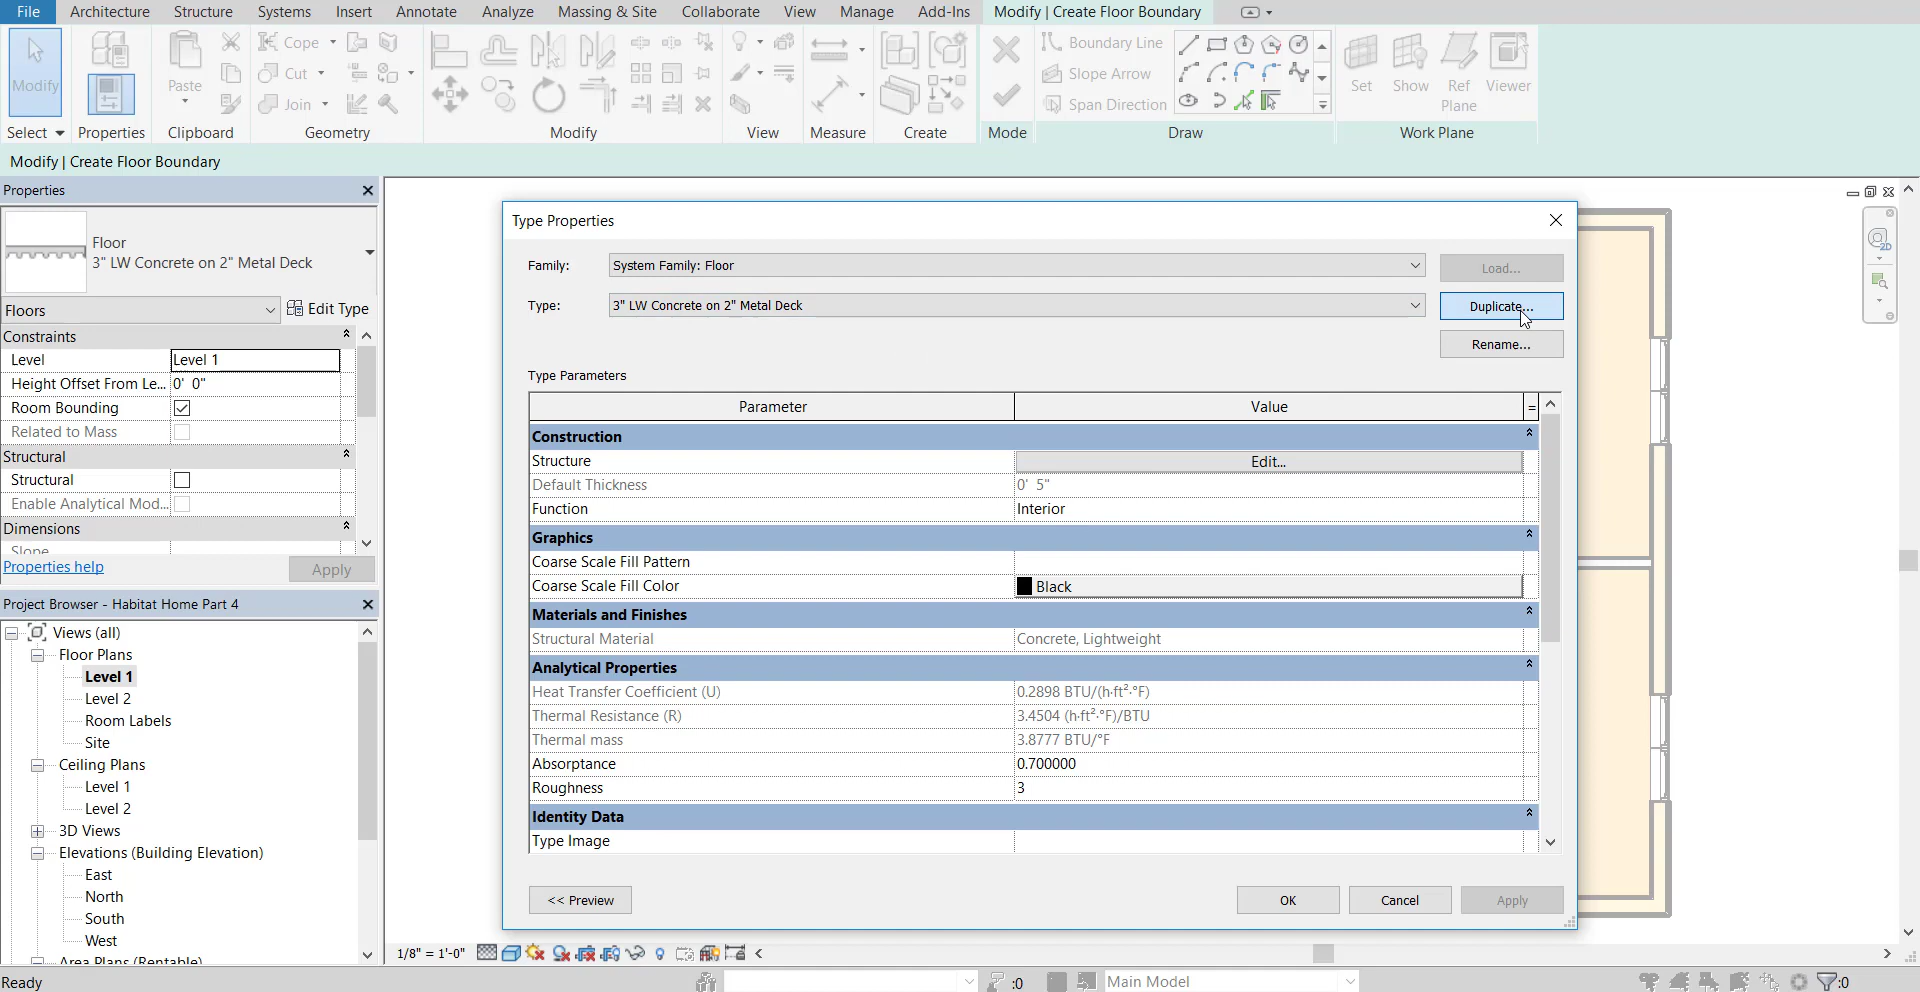 File Architecture Structure Systems Insert Annotate Analyze Massing & Site Collaborate View Manage Add-Ins Modify | Create Floor Boundary
Modify
Paste
Cope
Cut
Join
Boundary Line
Slope Arrow
Span Direction
Set Show Ref Plane Viewer
Select Properties Clipboard Geometry Modify View Measure Create Mode Draw Work Plane
Modify | Create Floor Boundary
Properties
Floor
3" LW Concrete on 2" Metal Deck
Floors Edit Type
Constraints
Level Level 1
Height Offset From Le... 0' 0"
Room Bounding
Related to Mass
Structural
Structural
Enable Analytical Mod...
Dimensions
Slope
Properties help Apply
Project Browser - Habitat Home Part 4
Views (all)
Floor Plans
Level 1
Level 2
Room Labels
Site
Ceiling Plans
Level 1
Level 2
3D Views
Elevations (Building Elevation)
East
North
South
West
Area Plans (Rentable)
Type Properties
Family: System Family: Floor Load...
Type: 3" LW Concrete on 2" Metal Deck Duplicate...
Rename...
Type Parameters
Parameter Value =
Construction
Structure Edit...
Default Thickness 0' 5"
Function Interior
Graphics
Coarse Scale Fill Pattern
Coarse Scale Fill Color Black
Materials and Finishes
Structural Material Concrete, Lightweight
Analytical Properties
Heat Transfer Coefficient (U) 0.2898 BTU/(h·ft²·°F)
Thermal Resistance (R) 3.4504 (h·ft²·°F)/BTU
Thermal mass 3.8777 BTU/°F
Absorptance 0.700000
Roughness 3
Identity Data
Type Image
<< Preview OK Cancel Apply
2D
1/8" = 1'-0"
Ready :0 Main Model :0